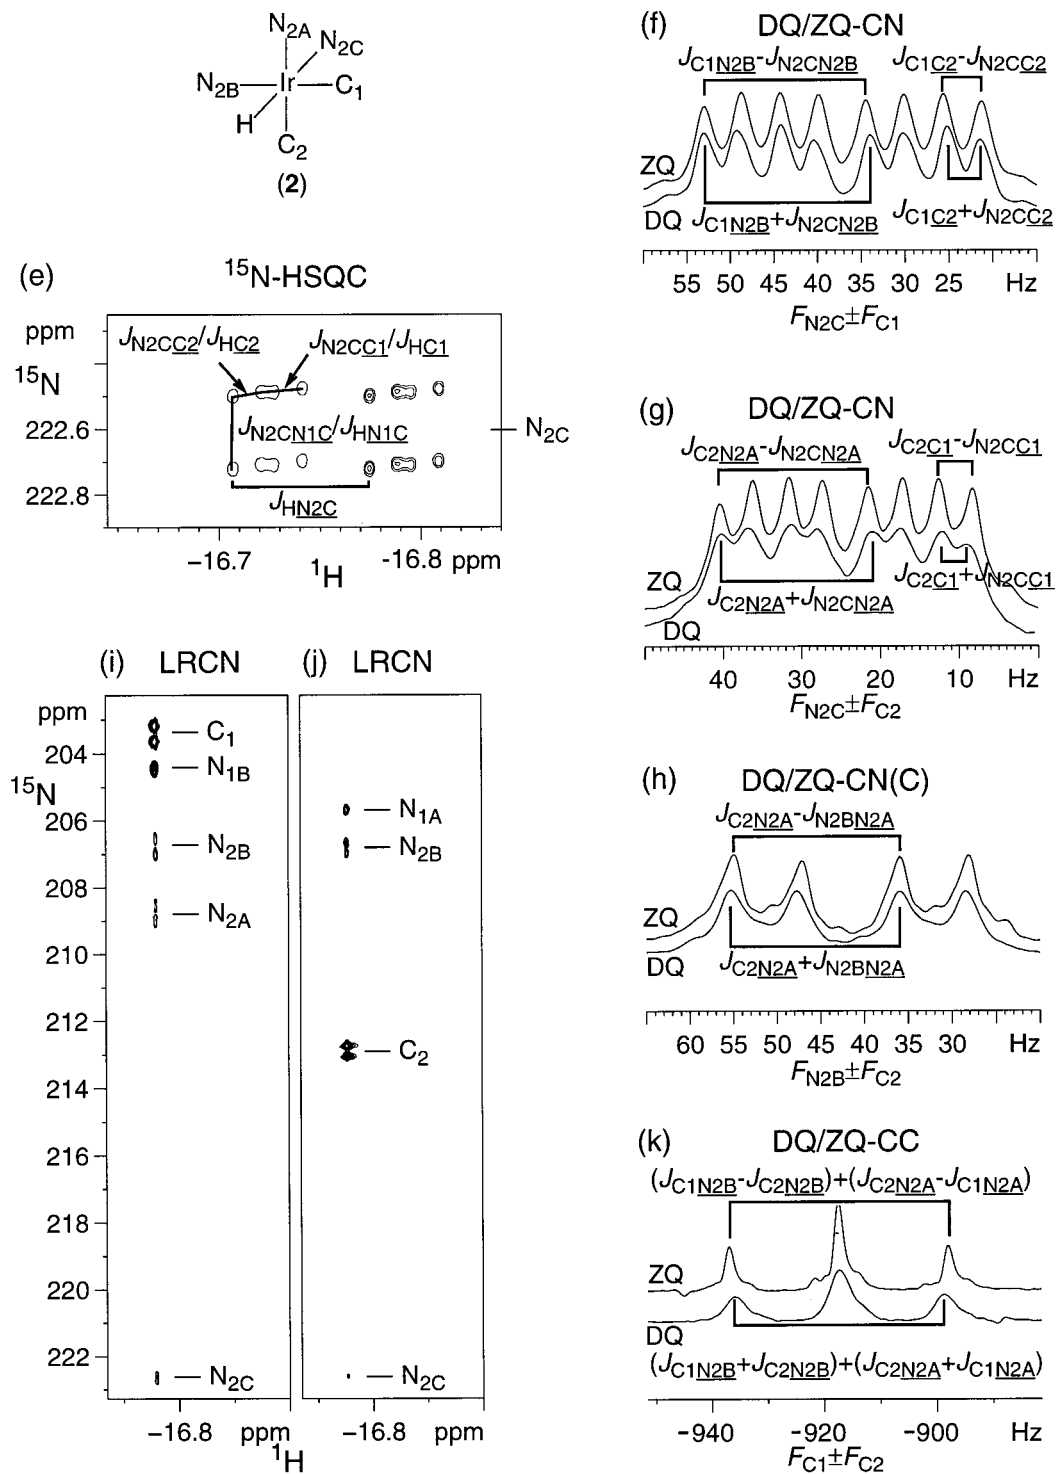 N2A
N2C
N2B
Ir
C1
H
C2
(2)
(e) 15N-HSQC
ppm
15N
222.6
222.8
JN2CC2/JHC2
JN2CC1/JHC1
JN2CN1C/JHN1C
JHN2C
N2C
-16.7 -16.8 ppm
1H
(i) LRCN
(j) LRCN
ppm
15N
204
206
208
210
212
214
216
218
220
222
C1
N1B
N2B
N2A
N2C
N1A
N2B
C2
N2C
-16.8 ppm
-16.8 ppm
1H
(f) DQ/ZQ-CN
JC1N2B-JN2CN2B
JC1C2-JN2CC2
ZQ
DQ
JC1N2B+JN2CN2B
JC1C2+JN2CC2
55 50 45 40 35 30 25 Hz
FN2C±FC1
(g) DQ/ZQ-CN
JC2N2A-JN2CN2A
JC2C1-JN2CC1
ZQ
DQ
JC2N2A+JN2CN2A
JC2C1+JN2CC1
40 30 20 10 Hz
FN2C±FC2
(h) DQ/ZQ-CN(C)
JC2N2A-JN2BN2A
ZQ
DQ
JC2N2A+JN2BN2A
60 55 50 45 40 35 30 Hz
FN2B±FC2
(k) DQ/ZQ-CC
(JC1N2B-JC2N2B)+(JC2N2A-JC1N2A)
ZQ
DQ
(JC1N2B+JC2N2B)+(JC2N2A+JC1N2A)
-940 -920 -900 Hz
FC1±FC2